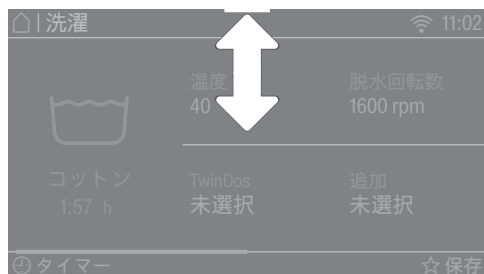 洗濯 11:02
温度 脱水回転数
40 1600 rpm
コットン
1:57 h
TwinDos 追加
未選択 未選択
タイマー 保存